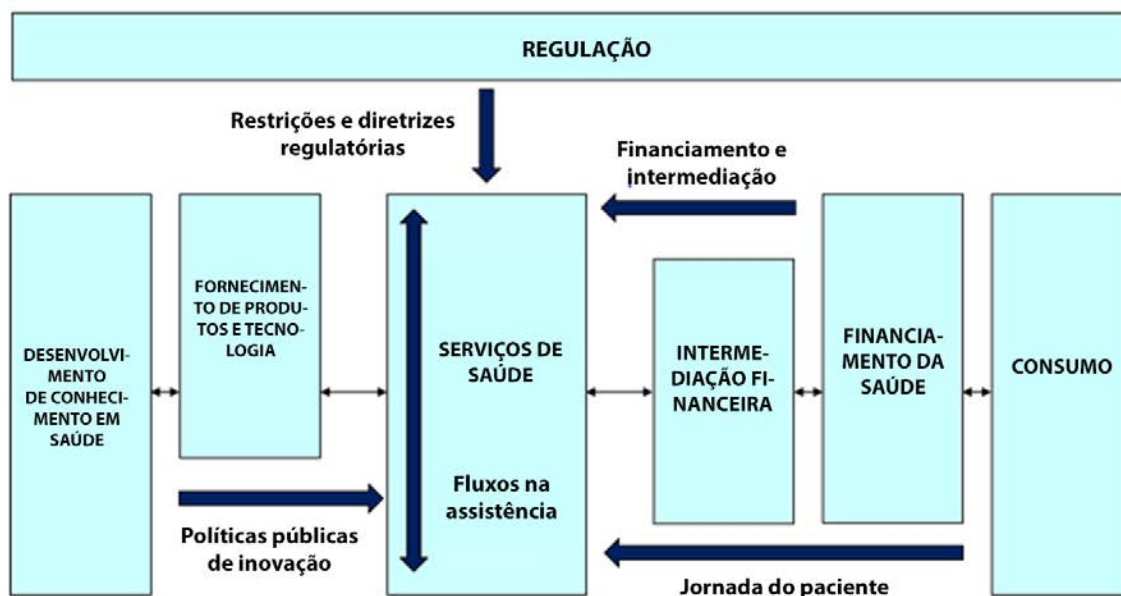 REGULAÇÃO
Restrições e diretrizes
regulatórias
Financiamento e
intermediação
DESENVOLVI-
MENTO
DE CONHECI-
MENTO EM
SAÚDE
FORNECIMEN-
TO DE PRODU-
TOS E TECNO-
LOGIA
SERVIÇOS DE
SAÚDE
Fluxos na
assistência
INTERME-
DIAÇÃO FI-
NANCEIRA
FINANCIA-
MENTO DA
SAÚDE
CONSUMO
Políticas públicas
de inovação
Jornada do paciente